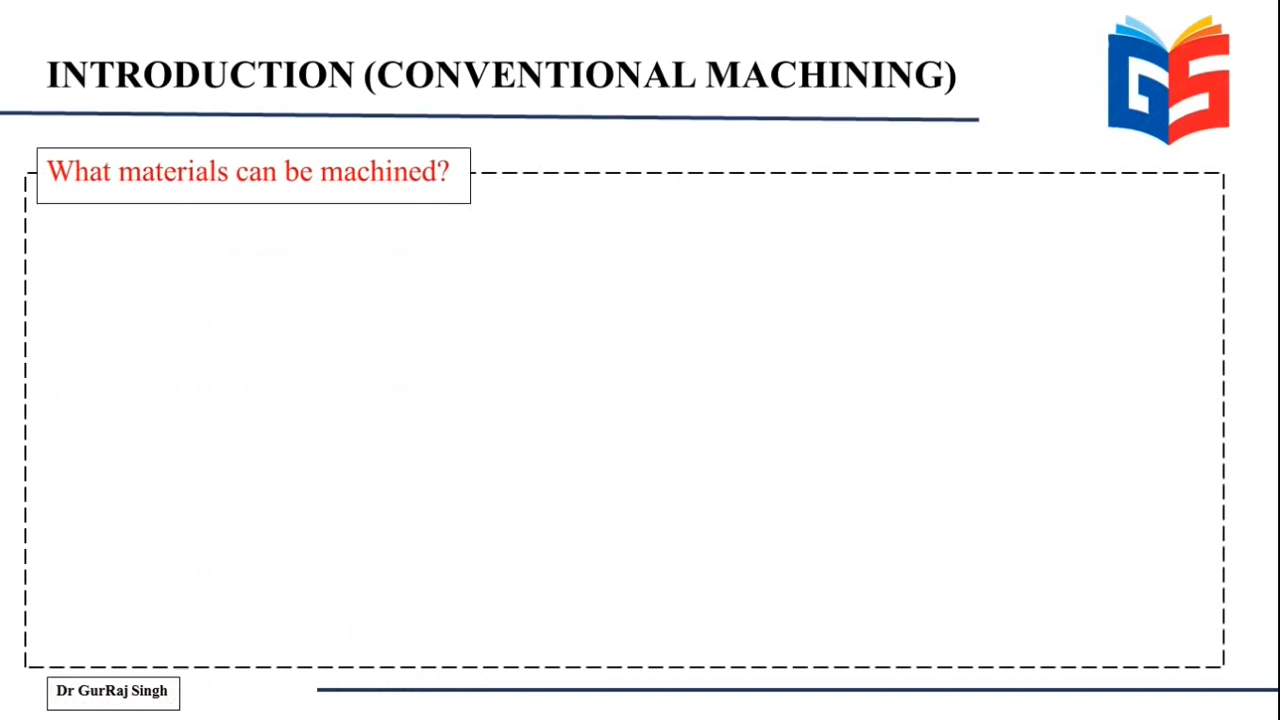 INTRODUCTION (CONVENTIONAL MACHINING)
GS
What materials can be machined?
Dr GurRaj Singh